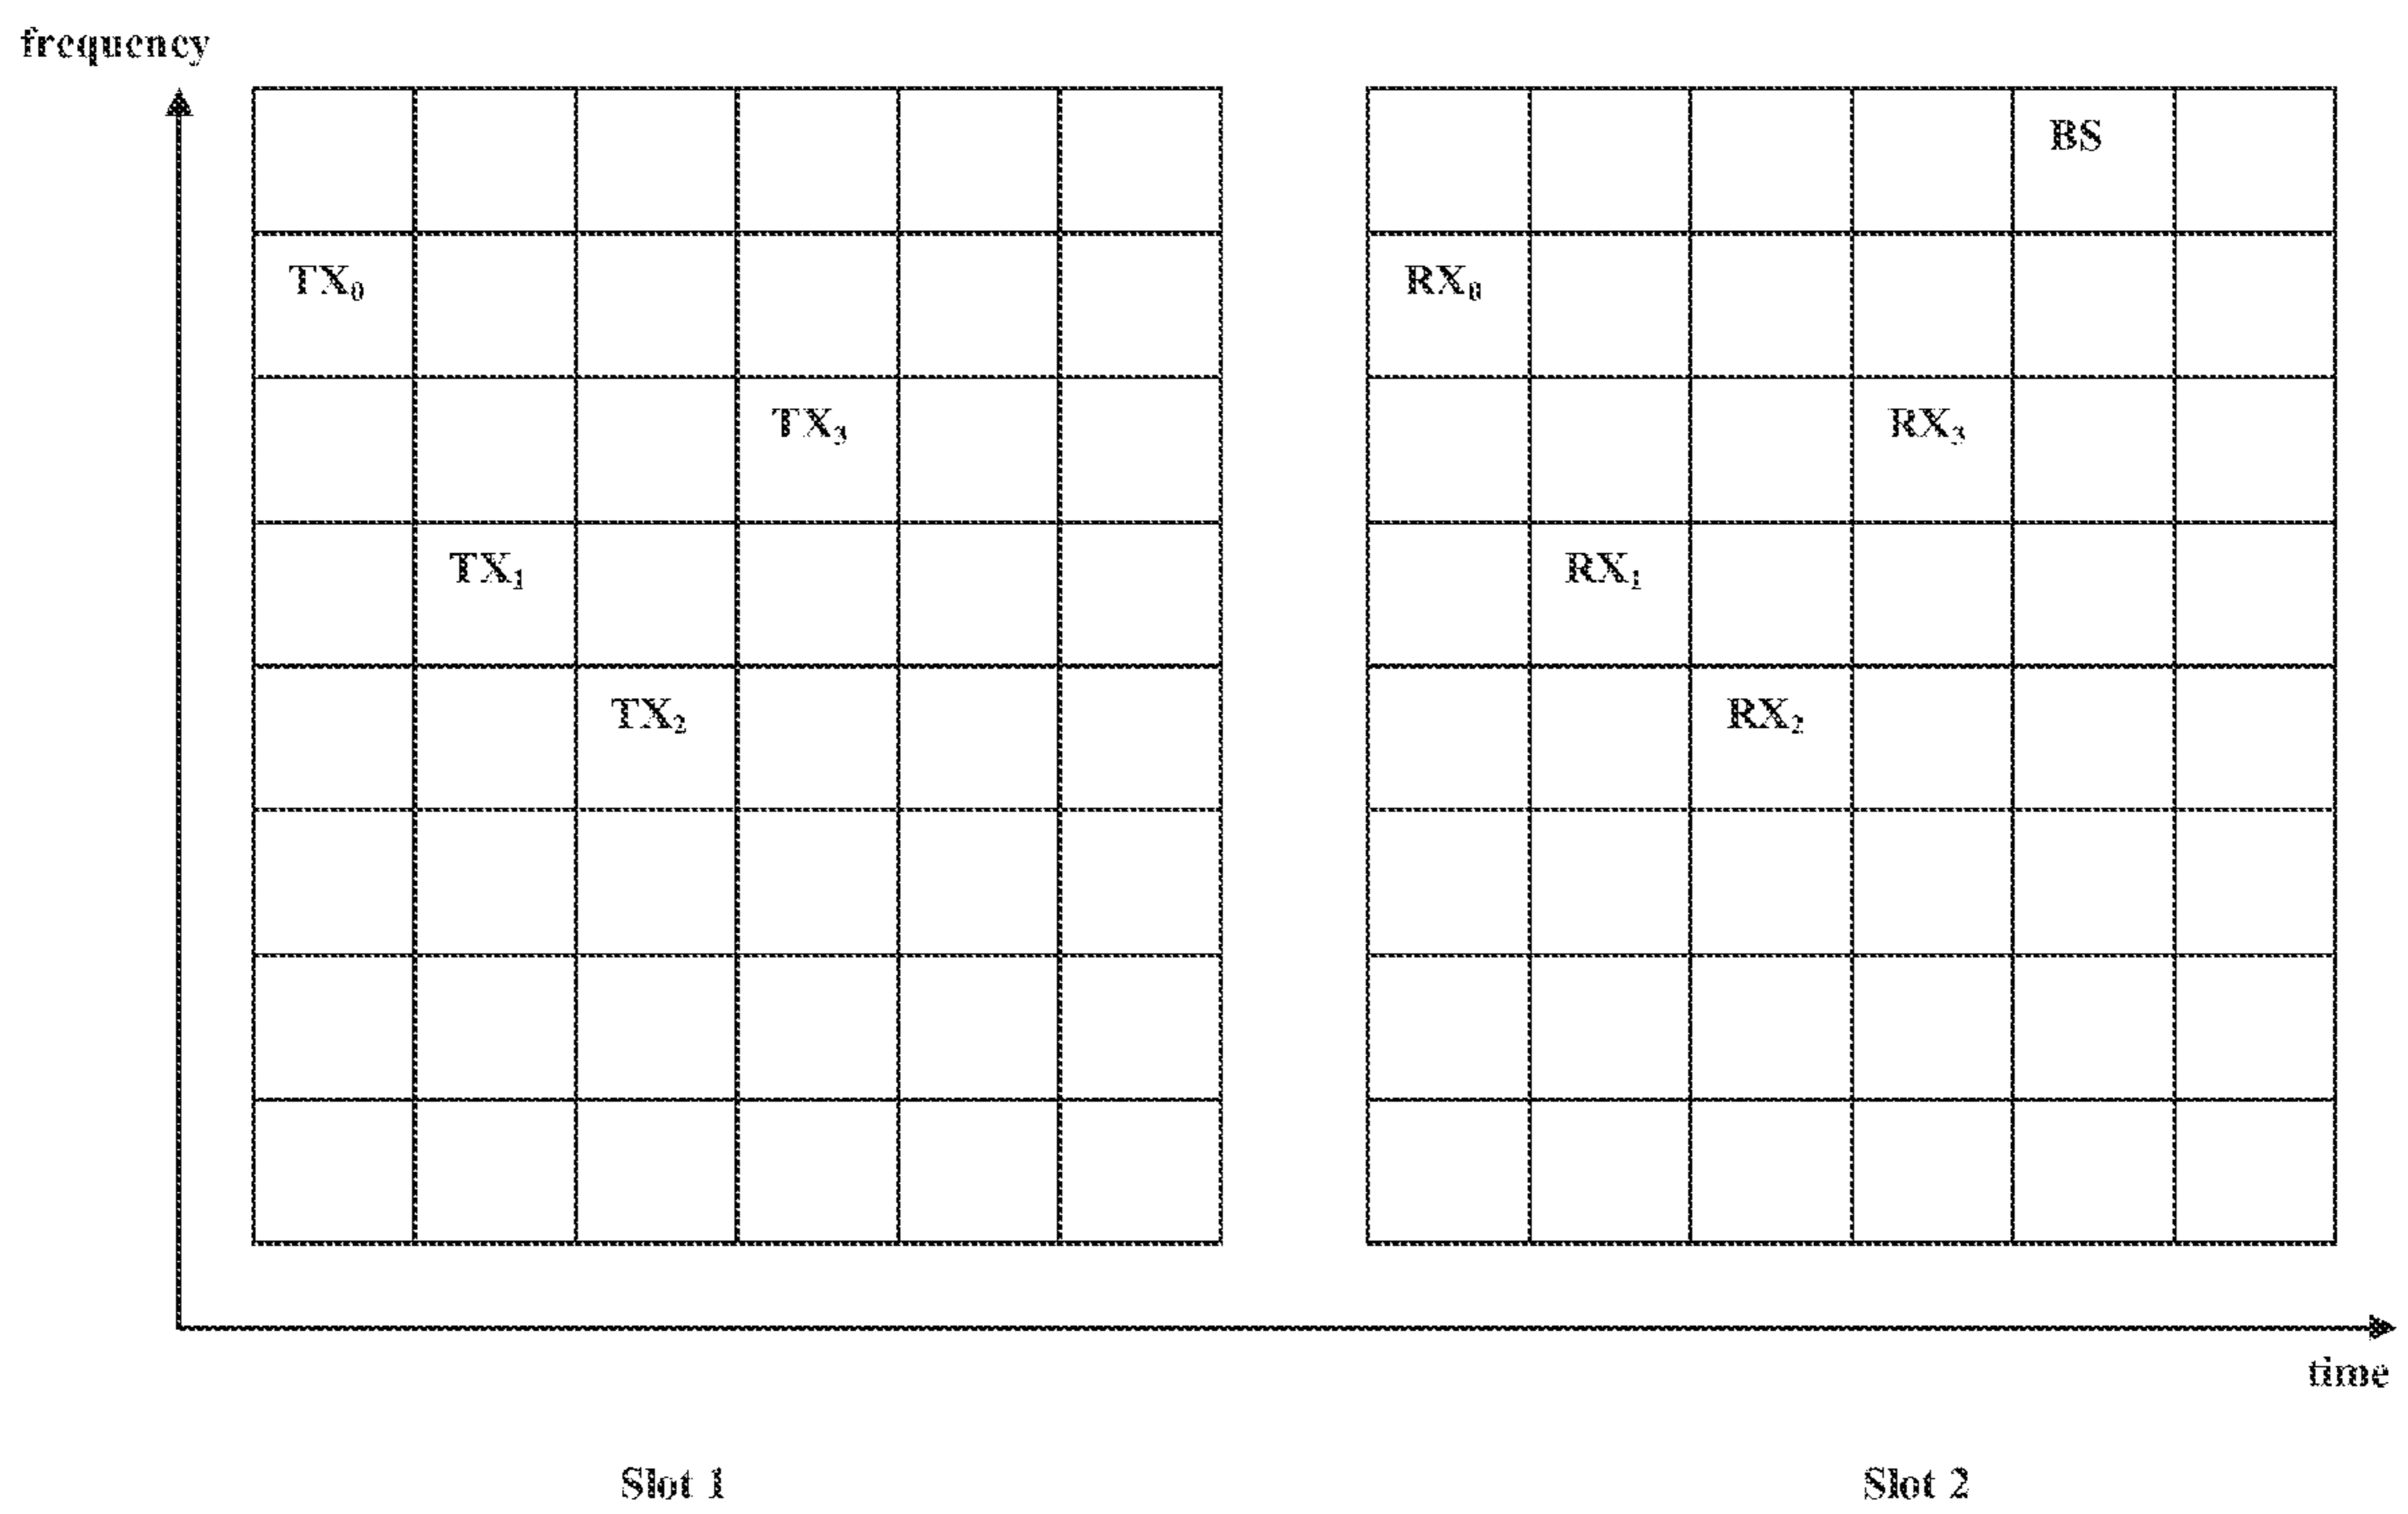 frequency
BS
TX₀
RX₀
TX₃
RX₃
TX₁
RX₁
TX₂
RX₂
time
Slot 1
Slot 2